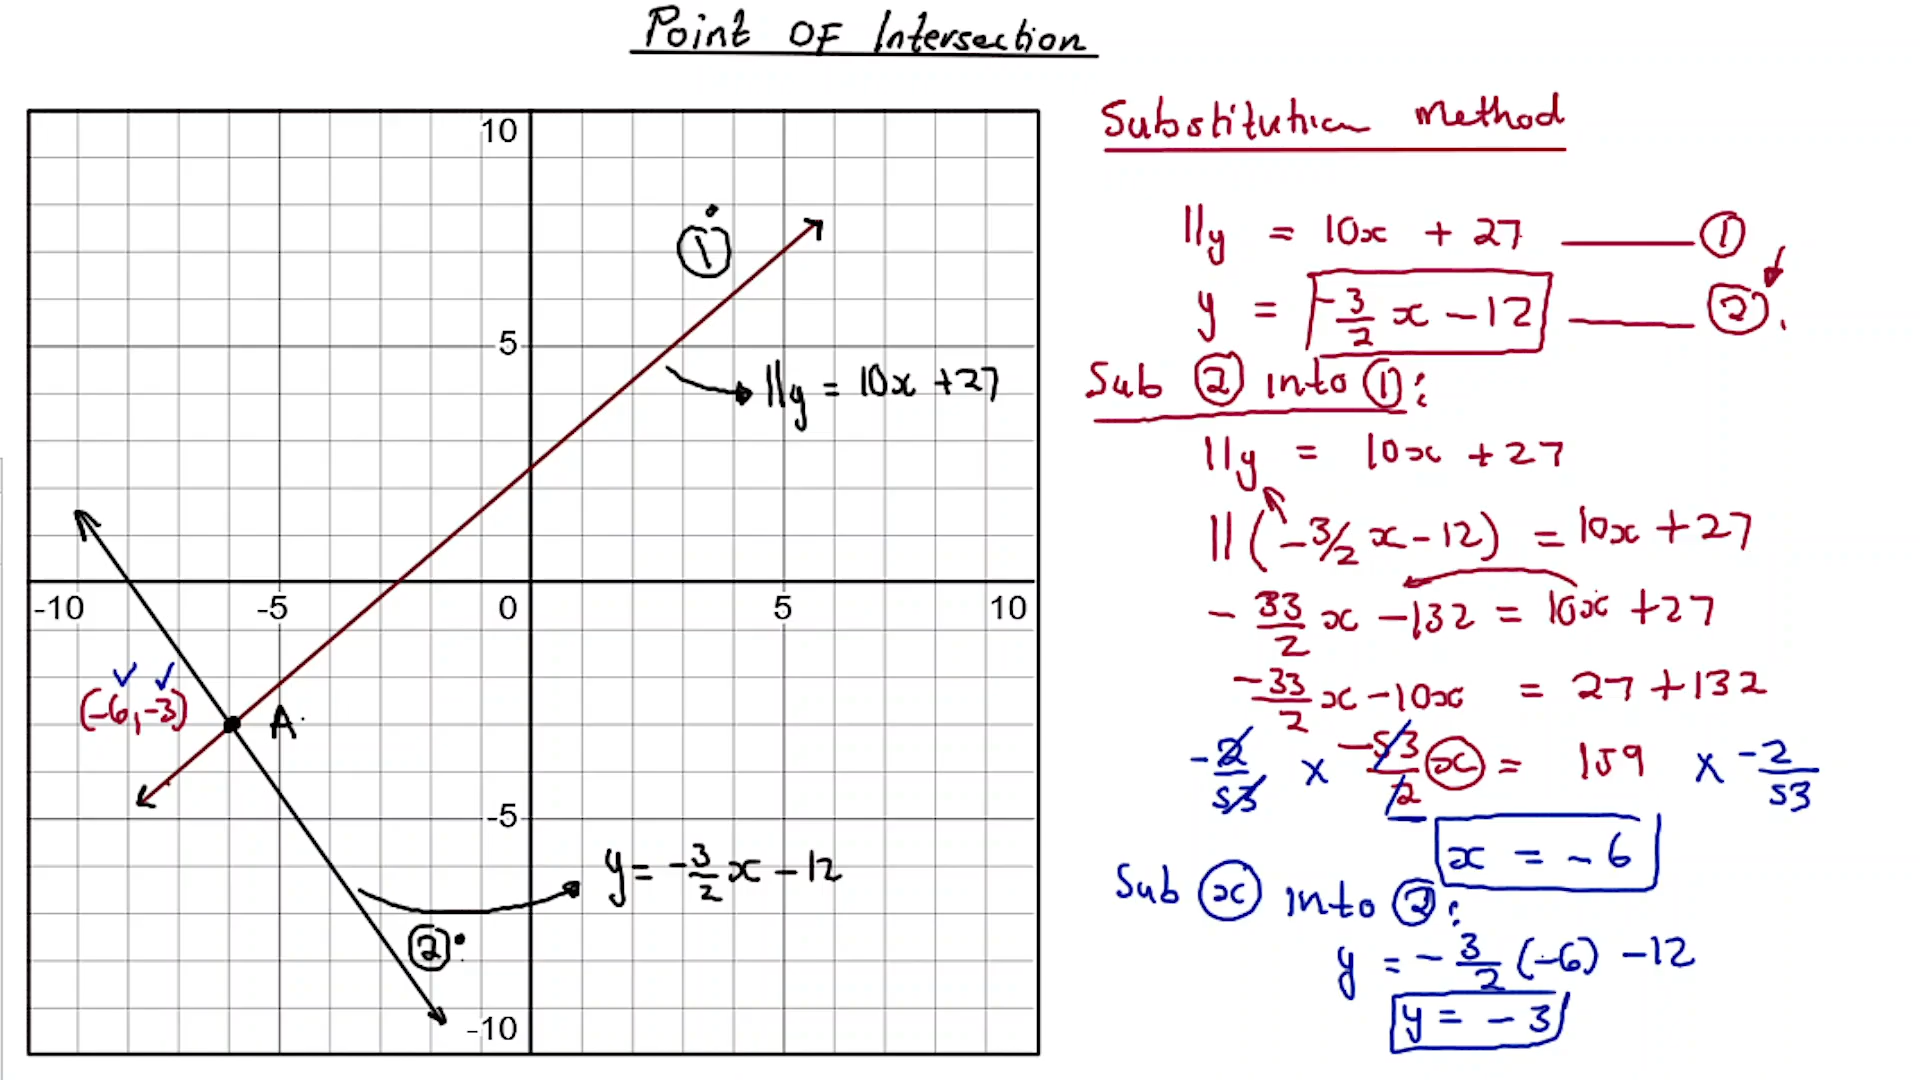 Point OF Intersection
10
①
5
11y = 10x + 27
-10 -5 0 5 10
(-6, -3) A
-5
y = -3/2 x - 12
②
-10
Substitution Method
11y = 10x + 27 ——— ①
y = -3/2 x - 12 ——— ②
Sub ② into ①:
11y = 10x + 27
11(-3/2 x - 12) = 10x + 27
-33/2 x - 132 = 10x + 27
-33/2 x - 10x = 27 + 132
-2/53 × -53/2 x = 159 × -2/53
x = -6
Sub x into ②:
y = -3/2 (-6) - 12
y = -3